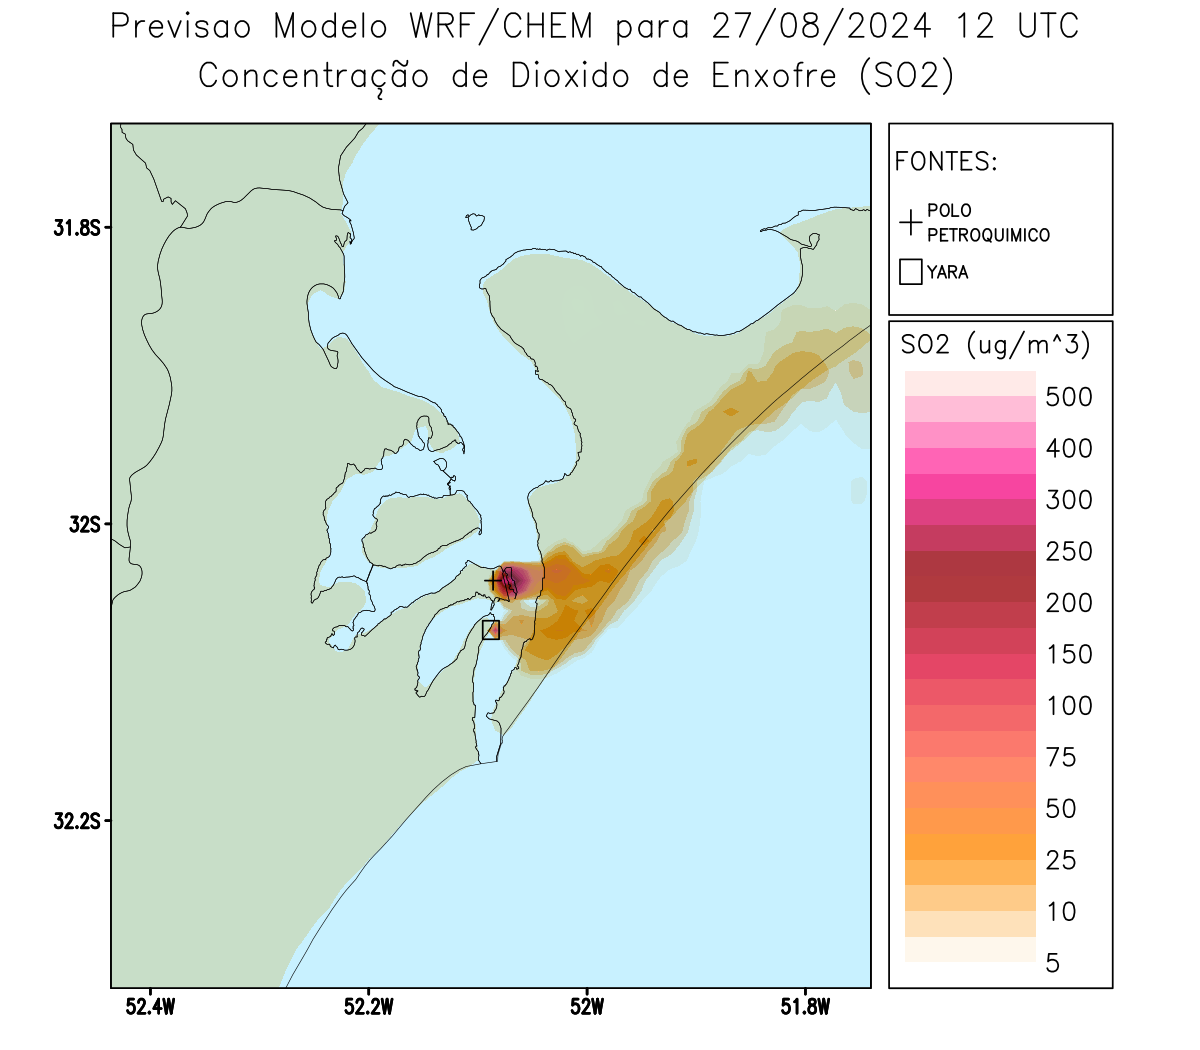 Previsao Modelo WRF/CHEM para 27/08/2024 12 UTC
Concentração de Dioxido de Enxofre (SO2)
FONTES:
POLO
PETROQUIMICO
YARA
SO2 (ug/m^3)
500
400
300
250
200
150
100
75
50
25
10
5
31.8S
32S
32.2S
52.4W
52.2W
52W
51.8W